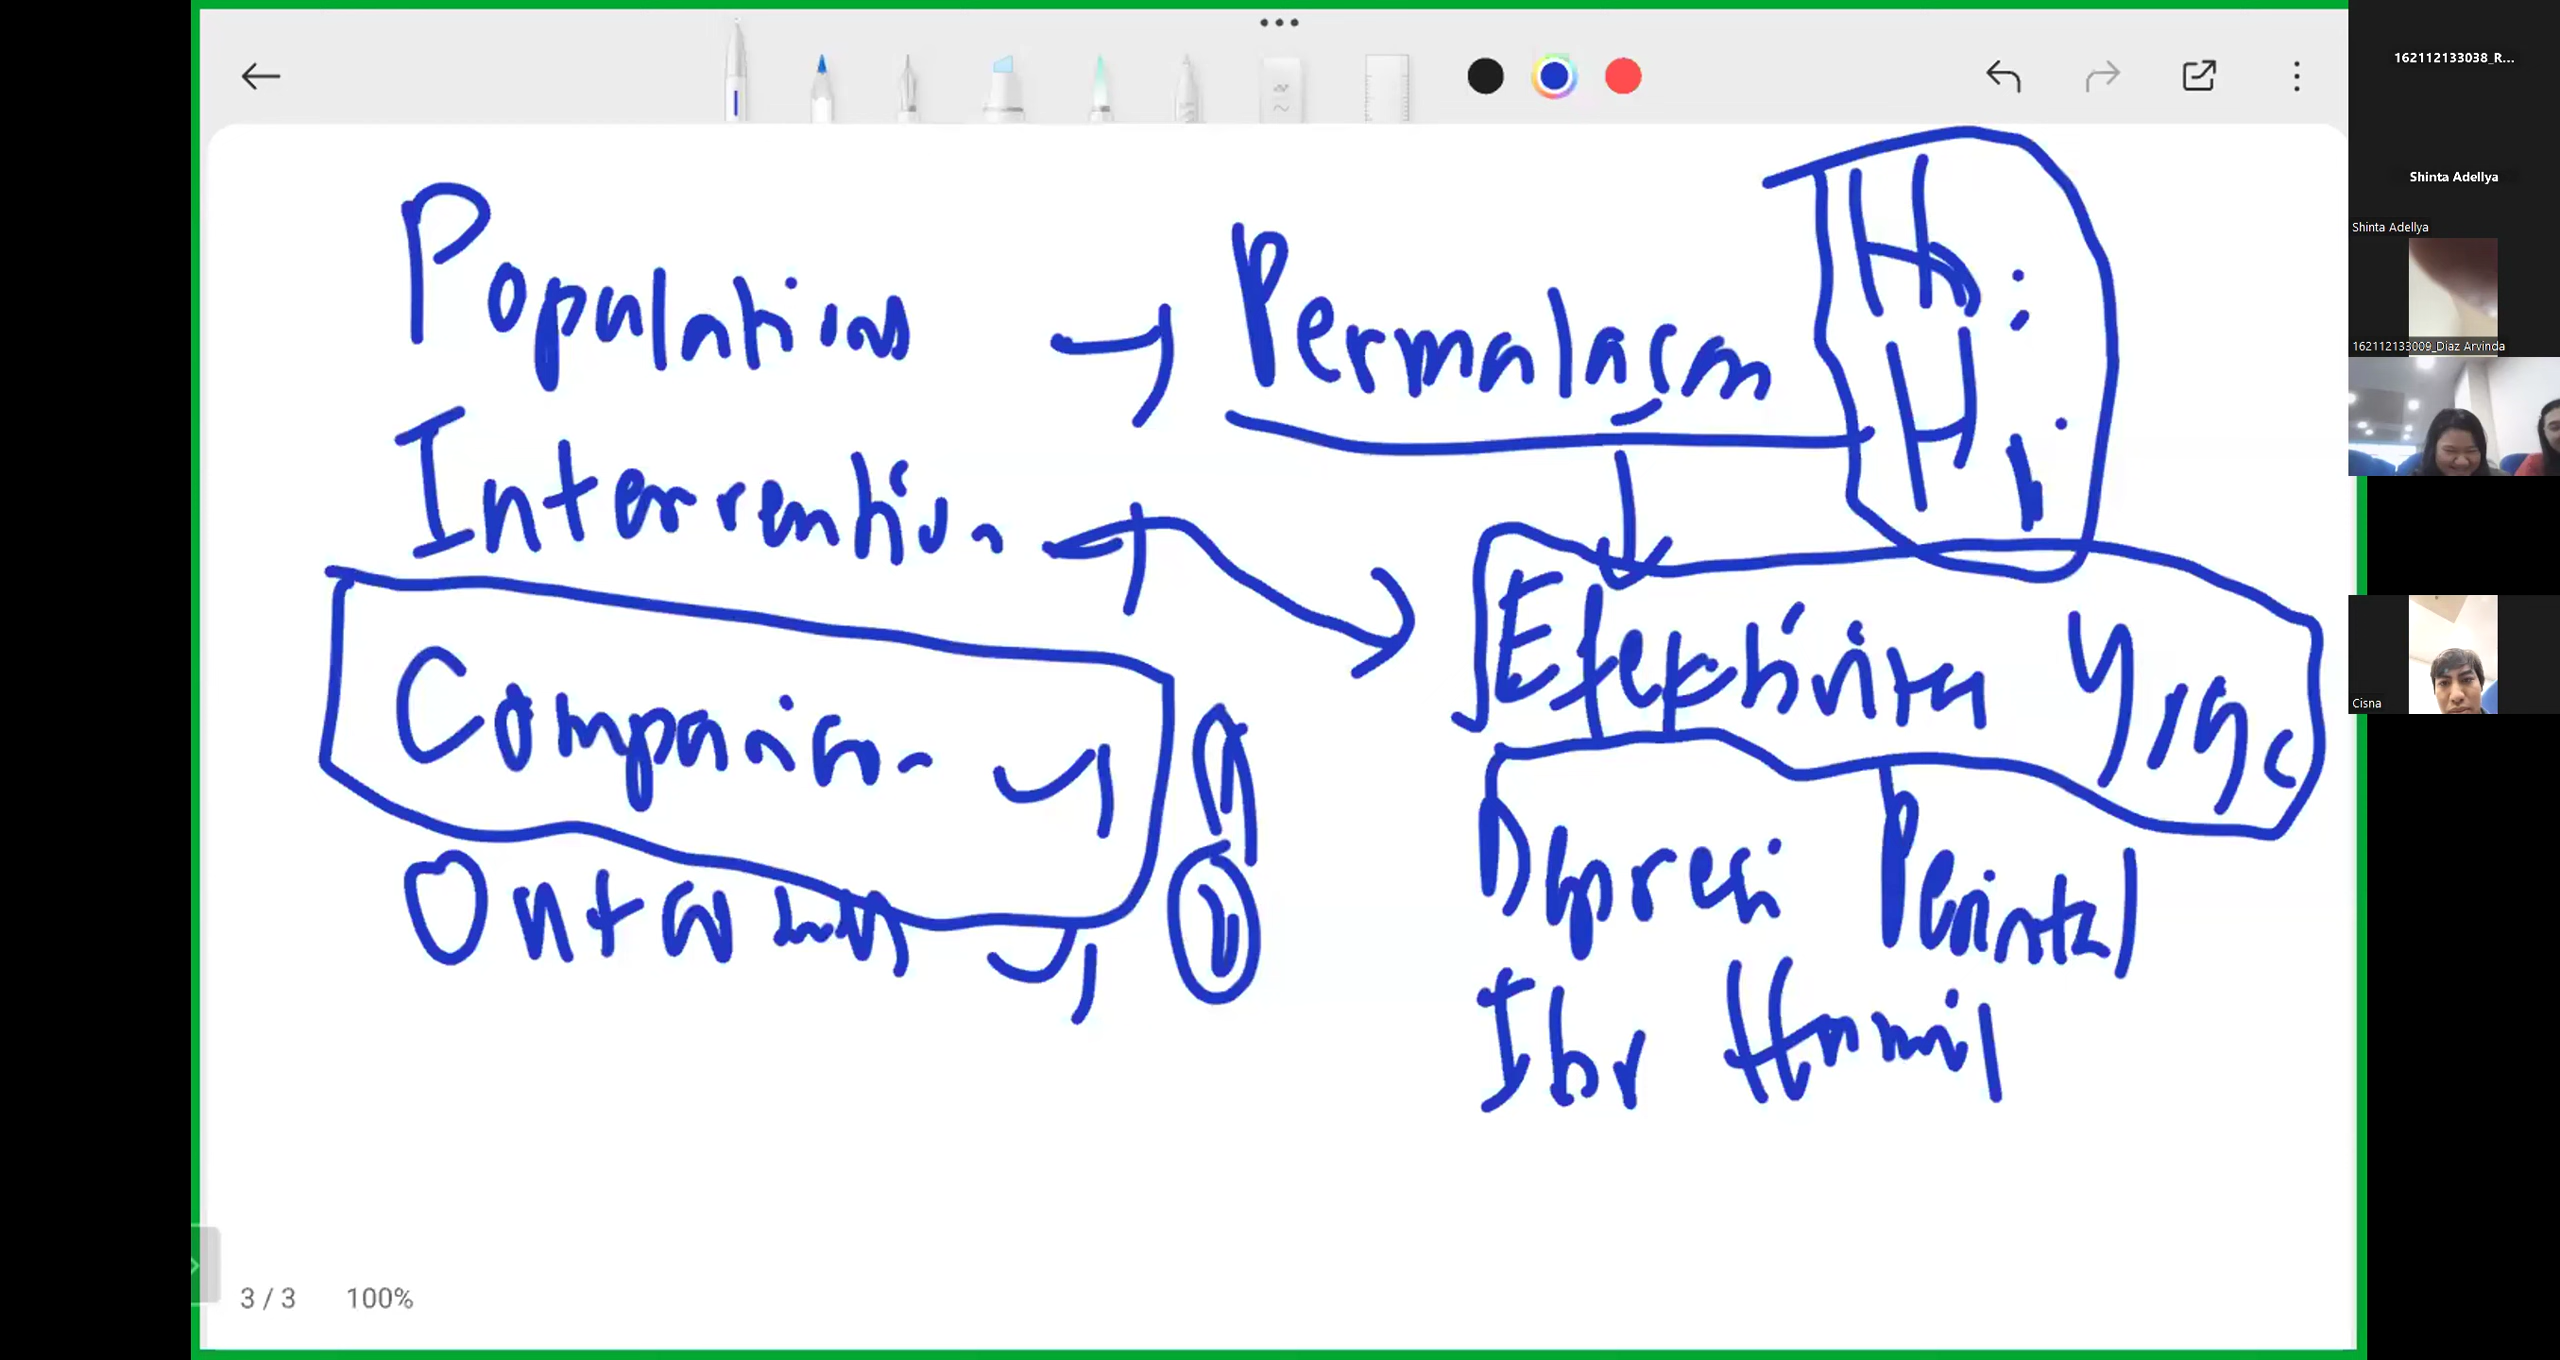 162112133038_R...
Shinta Adellya
Shinta Adellya
162112133009_Diaz Arvinda
Cisna
Population
Permalasan
H0:
H1:
Intervention
Efektivitas Yoga
Comparison
Depresi Perinatal
Ibu Hamil
3 / 3
100%